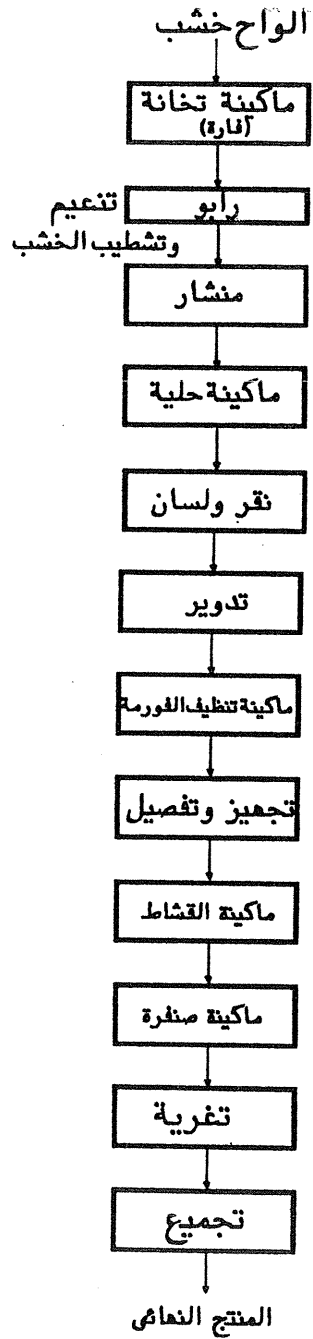 الواح خشب
ماكينة تخانة
(فارة)
رابو
تنعيم
وتشطيب الخشب
منشار
ماكينة حلية
نقر ولسان
تدوير
ماكينة تنظيف الفورمة
تجهيز وتفصيل
ماكينة القشاط
ماكينة صنفرة
تغرية
تجميع
المنتج النهائى